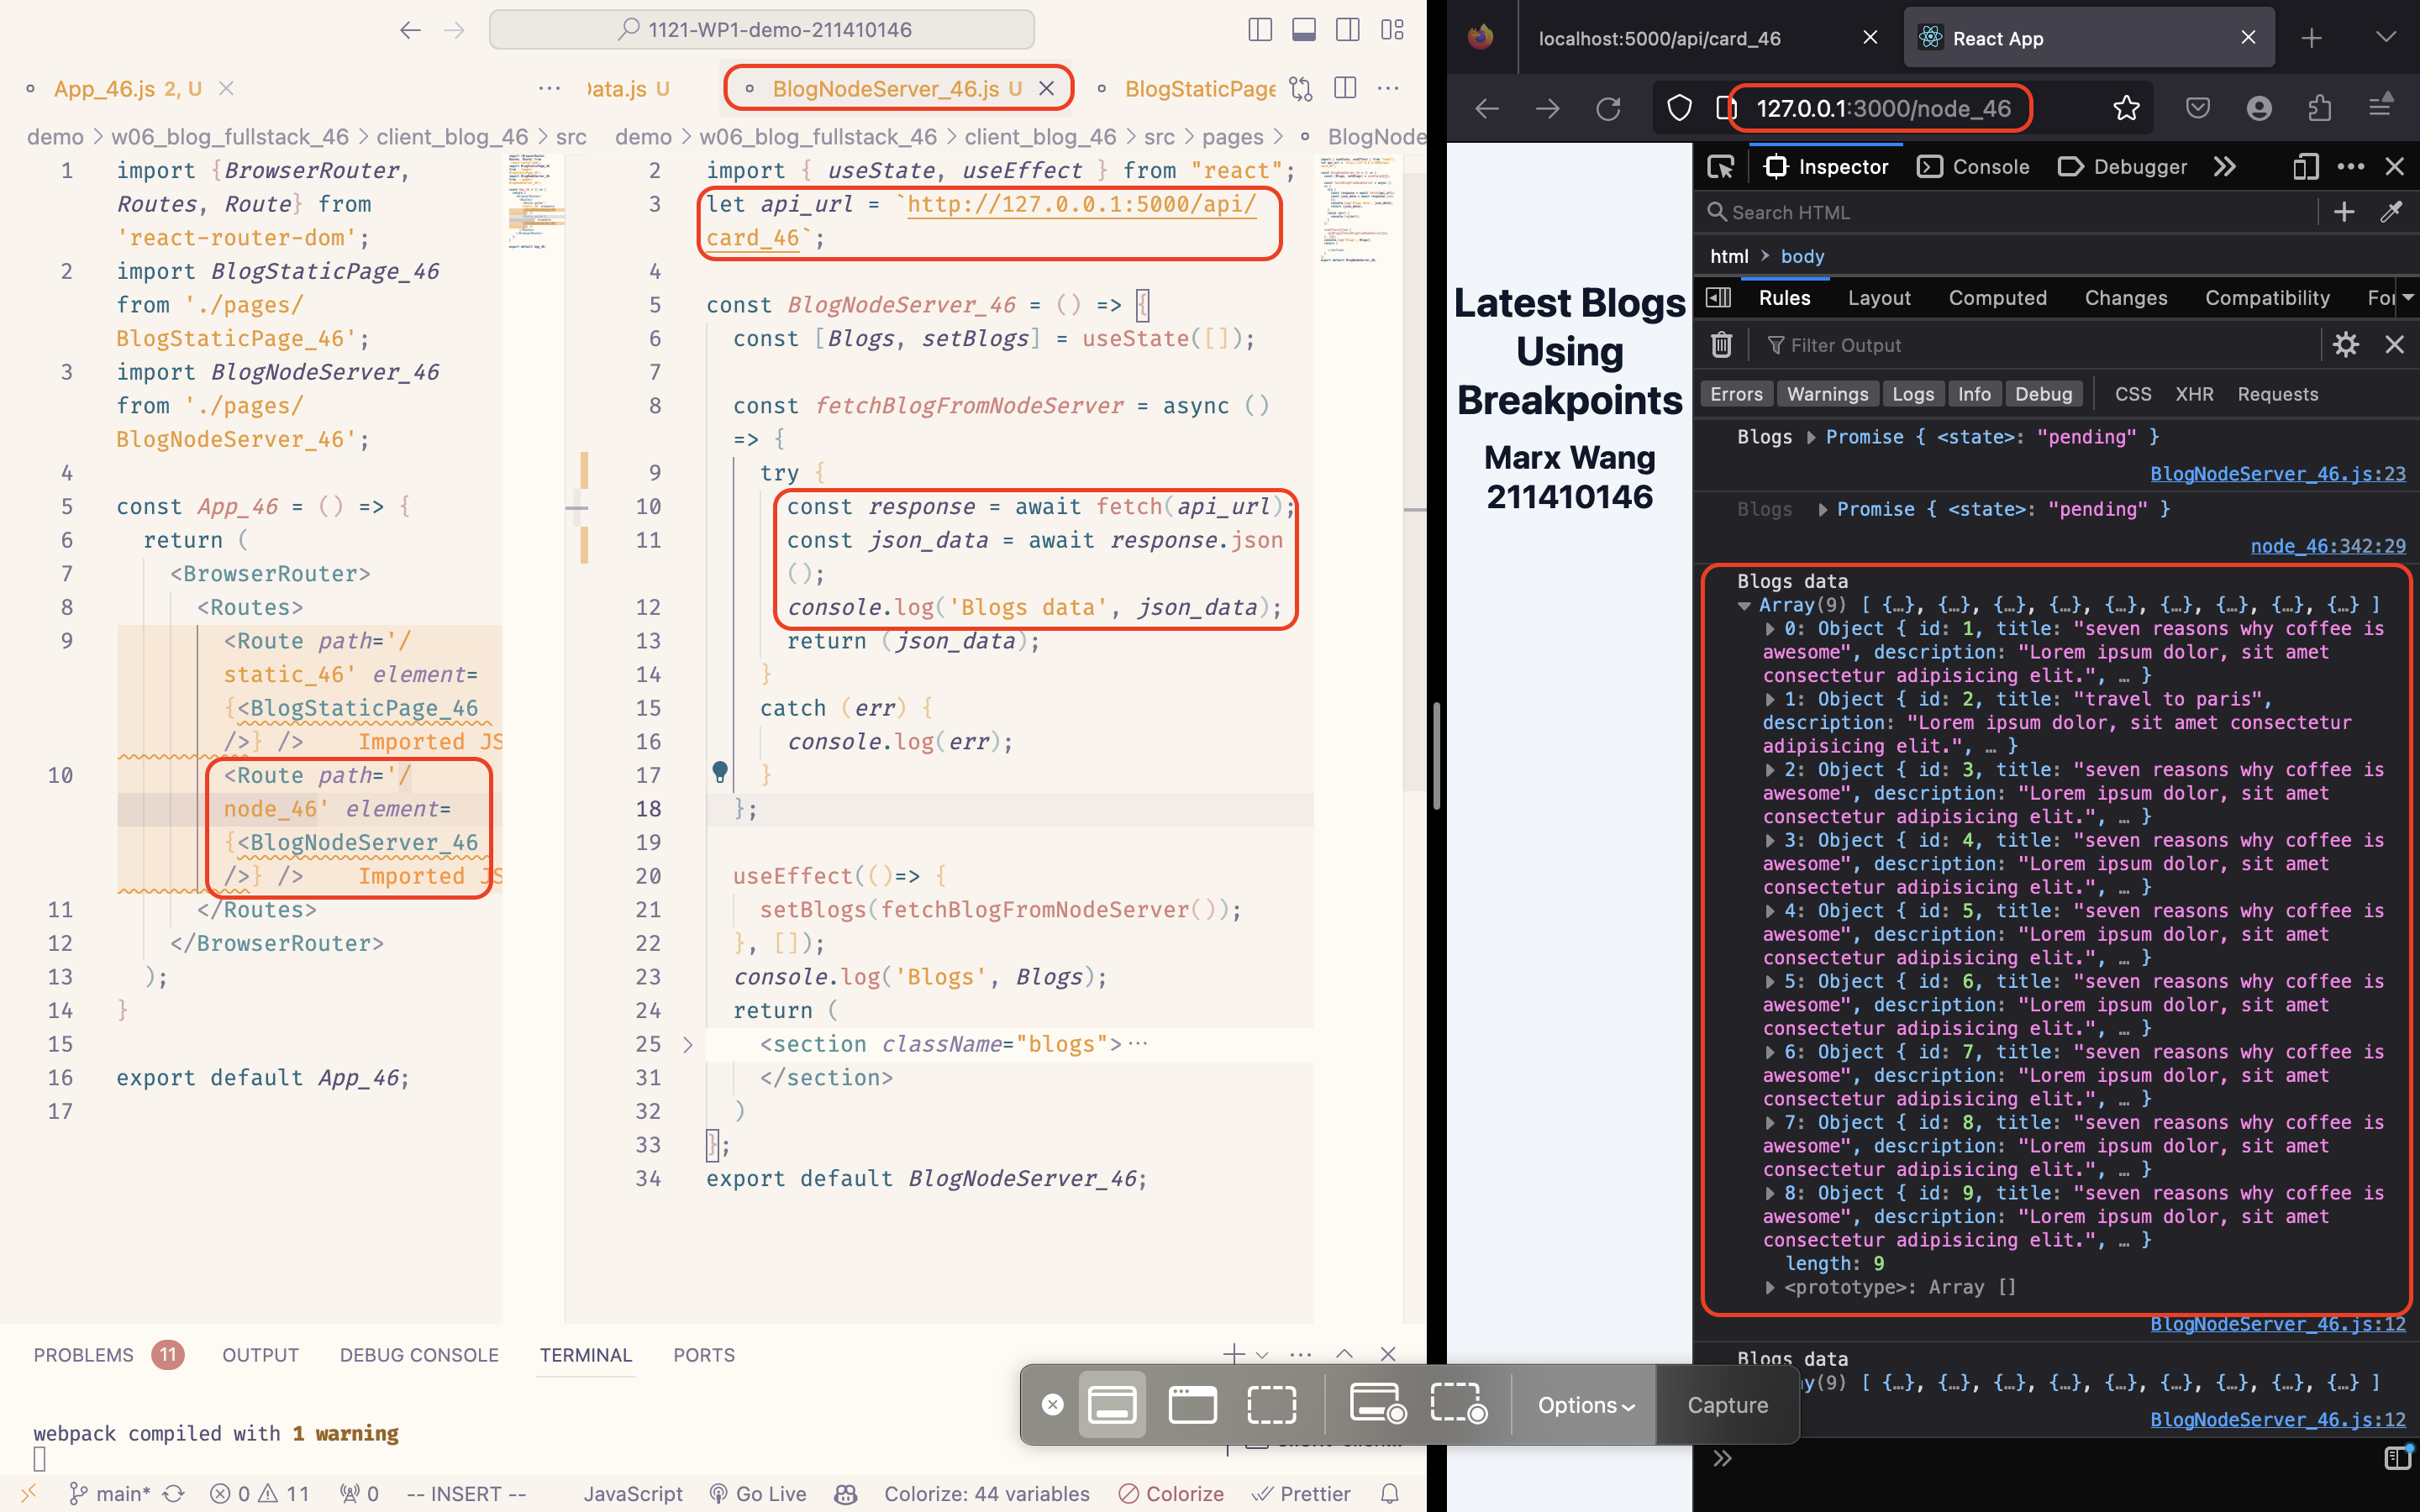 1121-WP1-demo-211410146
App_46.js 2, U
Data.js U
BlogNodeServer_46.js U
BlogStaticPage
demo > w06_blog_fullstack_46 > client_blog_46 > src
demo > w06_blog_fullstack_46 > client_blog_46 > src > pages > BlogNode
1 import {BrowserRouter,
Routes, Route} from
'react-router-dom';
2 import BlogStaticPage_46
from './pages/
BlogStaticPage_46';
3 import BlogNodeServer_46
from './pages/
BlogNodeServer_46';
4
5 const App_46 = () => {
6 return (
7 <BrowserRouter>
8 <Routes>
9 <Route path='/
static_46' element=
{<BlogStaticPage_46
/>} /> Imported JS
10 <Route path='/
node_46' element=
{<BlogNodeServer_46
/>} /> Imported JS
11 </Routes>
12 </BrowserRouter>
13 );
14 }
15
16 export default App_46;
17
2 import { useState, useEffect } from "react";
3 let api_url = `http://127.0.0.1:5000/api/
card_46`;
4
5 const BlogNodeServer_46 = () => {
6 const [Blogs, setBlogs] = useState([]);
7
8 const fetchBlogFromNodeServer = async ()
=> {
9 try {
10 const response = await fetch(api_url);
11 const json_data = await response.json
();
12 console.log('Blogs data', json_data);
13 return (json_data);
14 }
15 catch (err) {
16 console.log(err);
17 }
18 };
19
20 useEffect(()=> {
21 setBlogs(fetchBlogFromNodeServer());
22 }, []);
23 console.log('Blogs', Blogs);
24 return (
25 <section className="blogs">…
31 </section>
32 )
33 };
34 export default BlogNodeServer_46;
PROBLEMS 11 OUTPUT DEBUG CONSOLE TERMINAL PORTS
webpack compiled with 1 warning
main* 0 11 0 -- INSERT -- JavaScript Go Live Colorize: 44 variables Colorize Prettier
Options Capture
localhost:5000/api/card_46
React App
127.0.0.1:3000/node_46
Latest Blogs
Using
Breakpoints
Marx Wang
211410146
Inspector Console Debugger
Search HTML
html > body
Rules Layout Computed Changes Compatibility Fo
Filter Output
Errors Warnings Logs Info Debug CSS XHR Requests
Blogs Promise { <state>: "pending" }
BlogNodeServer_46.js:23
Blogs Promise { <state>: "pending" }
node_46:342:29
Blogs data
Array(9) [ {…}, {…}, {…}, {…}, {…}, {…}, {…}, {…}, {…} ]
0: Object { id: 1, title: "seven reasons why coffee is
awesome", description: "Lorem ipsum dolor, sit amet
consectetur adipisicing elit.", … }
1: Object { id: 2, title: "travel to paris",
description: "Lorem ipsum dolor, sit amet consectetur
adipisicing elit.", … }
2: Object { id: 3, title: "seven reasons why coffee is
awesome", description: "Lorem ipsum dolor, sit amet
consectetur adipisicing elit.", … }
3: Object { id: 4, title: "seven reasons why coffee is
awesome", description: "Lorem ipsum dolor, sit amet
consectetur adipisicing elit.", … }
4: Object { id: 5, title: "seven reasons why coffee is
awesome", description: "Lorem ipsum dolor, sit amet
consectetur adipisicing elit.", … }
5: Object { id: 6, title: "seven reasons why coffee is
awesome", description: "Lorem ipsum dolor, sit amet
consectetur adipisicing elit.", … }
6: Object { id: 7, title: "seven reasons why coffee is
awesome", description: "Lorem ipsum dolor, sit amet
consectetur adipisicing elit.", … }
7: Object { id: 8, title: "seven reasons why coffee is
awesome", description: "Lorem ipsum dolor, sit amet
consectetur adipisicing elit.", … }
8: Object { id: 9, title: "seven reasons why coffee is
awesome", description: "Lorem ipsum dolor, sit amet
consectetur adipisicing elit.", … }
length: 9
<prototype>: Array []
BlogNodeServer_46.js:12
Blogs data
ay(9) [ {…}, {…}, {…}, {…}, {…}, {…}, {…}, {…}, {…} ]
BlogNodeServer_46.js:12